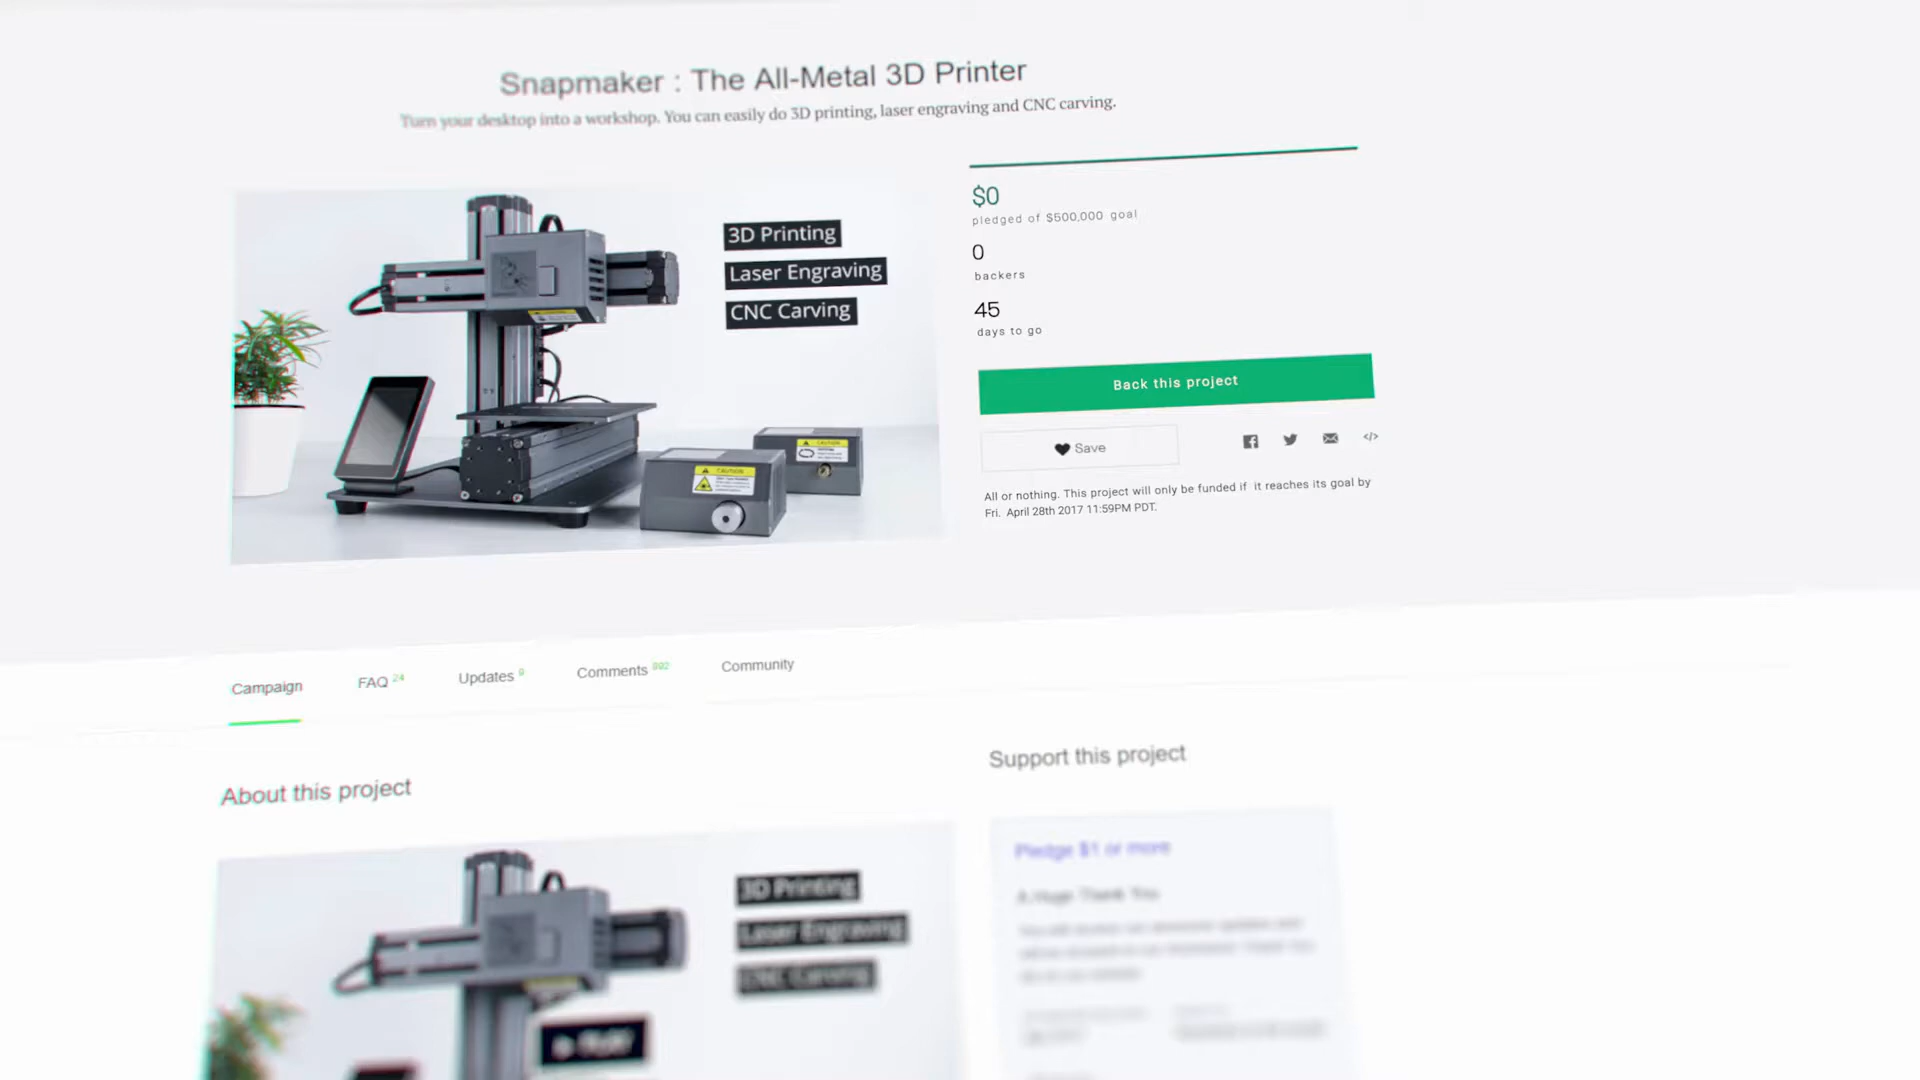 Snapmaker : The All-Metal 3D Printer
Turn your desktop into a workshop. You can easily do 3D printing, laser engraving and CNC carving.
3D Printing
Laser Engraving
CNC Carving
CAUTION
CAUTION
$0
pledged of $500,000 goal
0
backers
45
days to go
Back this project
Save
All or nothing. This project will only be funded if it reaches its goal by
Fri. April 28th 2017 11:59PM PDT.
Campaign
FAQ 24
Updates 9
Comments 892
Community
About this project
Support this project
3D Printing
Laser Engraving
CNC Carving
PLAY
Pledge $1 or more
A Huge Thank You